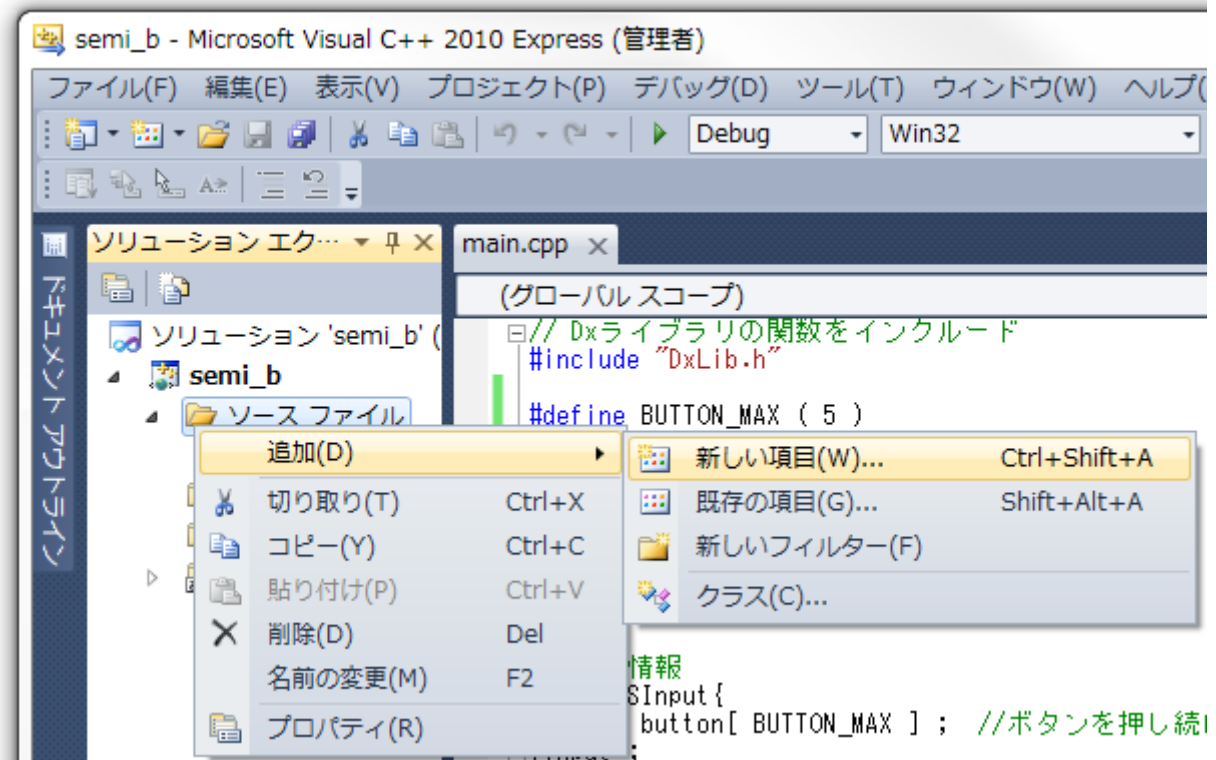 semi_b - Microsoft Visual C++ 2010 Express (管理者)
ファイル(F) 編集(E) 表示(V) プロジェクト(P) デバッグ(D) ツール(T) ウィンドウ(W) ヘルプ(
Debug Win32
ソリューション エク… main.cpp
ドキュメント アウトライン
(グローバル スコープ)
ソリューション 'semi_b' (
semi_b
ソース ファイル
// Dxライブラリの関数をインクルード
#include "DxLib.h"
#define BUTTON_MAX ( 5 )
追加(D)
切り取り(T) Ctrl+X
コピー(Y) Ctrl+C
貼り付け(P) Ctrl+V
削除(D) Del
名前の変更(M) F2
プロパティ(R)
新しい項目(W)... Ctrl+Shift+A
既存の項目(G)... Shift+Alt+A
新しいフィルター(F)
クラス(C)...
情報
SInput{
button[ BUTTON_MAX ] ; //ボタンを押し続